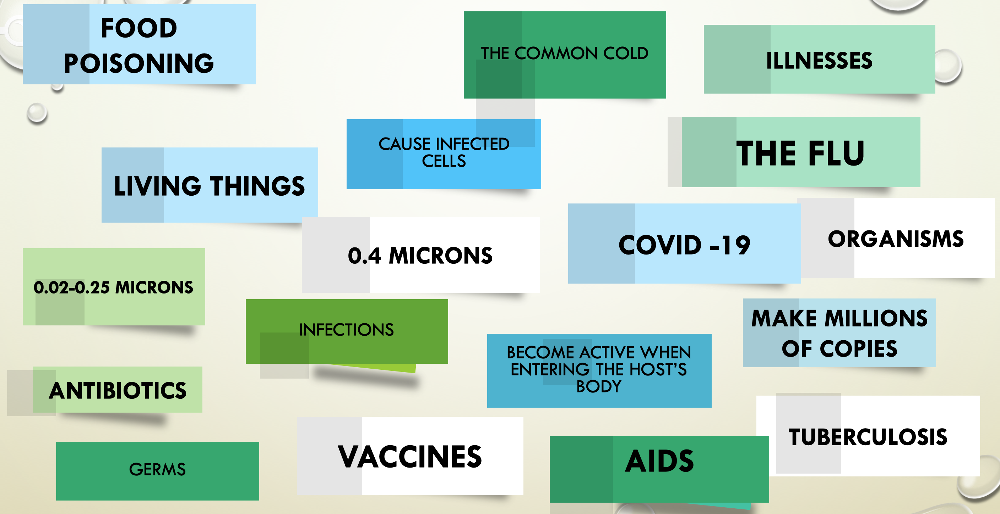 FOOD
POISONING
THE COMMON COLD
ILLNESSES
CAUSE INFECTED
CELLS
THE FLU
LIVING THINGS
0.4 MICRONS
COVID -19
ORGANISMS
0.02-0.25 MICRONS
INFECTIONS
BECOME ACTIVE WHEN
ENTERING THE HOST’S
BODY
MAKE MILLIONS
OF COPIES
ANTIBIOTICS
TUBERCULOSIS
GERMS
VACCINES
AIDS